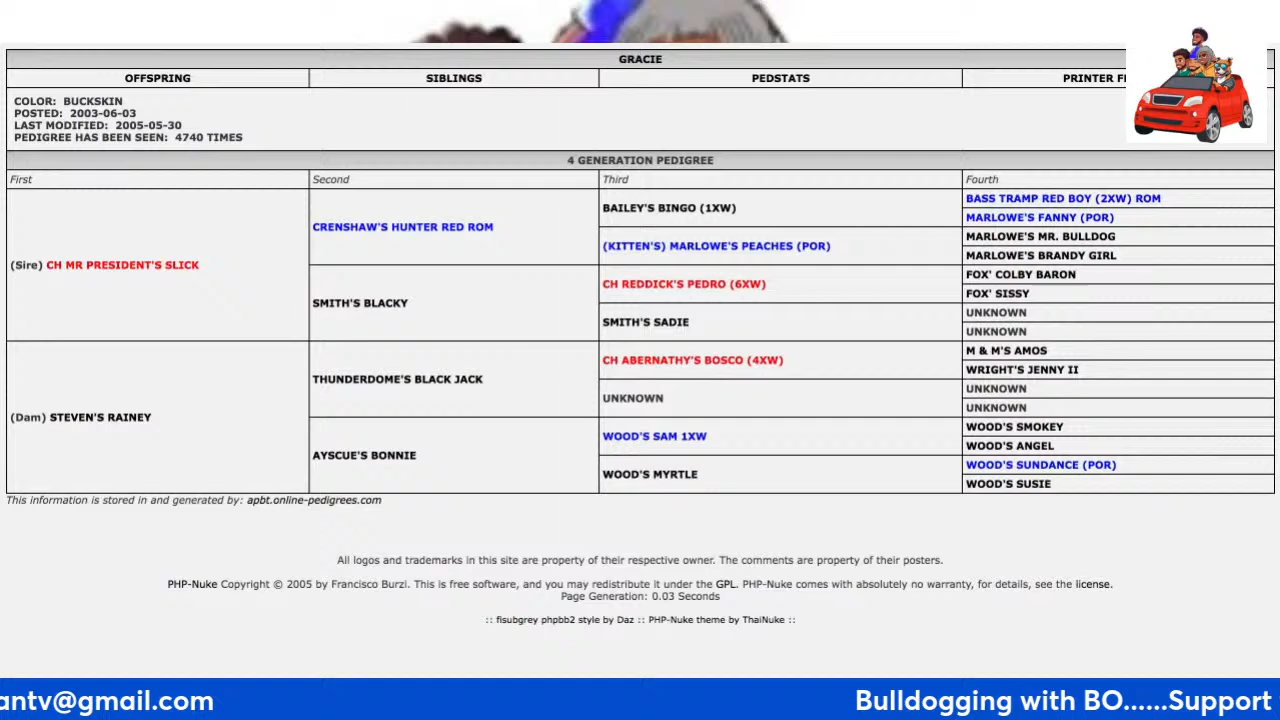 GRACIE
OFFSPRING SIBLINGS PEDSTATS PRINTER
COLOR: BUCKSKIN
POSTED: 2003-06-03
LAST MODIFIED: 2005-05-30
PEDIGREE HAS BEEN SEEN: 4740 TIMES
4 GENERATION PEDIGREE
First Second Third Fourth
(Sire) CH MR PRESIDENT'S SLICK
CRENSHAW'S HUNTER RED ROM
BAILEY'S BINGO (1XW)
BASS TRAMP RED BOY (2XW) ROM
MARLOWE'S FANNY (POR)
(KITTEN'S) MARLOWE'S PEACHES (POR)
MARLOWE'S MR. BULLDOG
MARLOWE'S BRANDY GIRL
SMITH'S BLACKY
CH REDDICK'S PEDRO (6XW)
FOX' COLBY BARON
FOX' SISSY
SMITH'S SADIE
UNKNOWN
UNKNOWN
(Dam) STEVEN'S RAINEY
THUNDERDOME'S BLACK JACK
CH ABERNATHY'S BOSCO (4XW)
M & M'S AMOS
WRIGHT'S JENNY II
UNKNOWN
UNKNOWN
UNKNOWN
AYSCUE'S BONNIE
WOOD'S SAM 1XW
WOOD'S SMOKEY
WOOD'S ANGEL
WOOD'S MYRTLE
WOOD'S SUNDANCE (POR)
WOOD'S SUSIE
This information is stored in and generated by: apbt.online-pedigrees.com
All logos and trademarks in this site are property of their respective owner. The comments are property of their posters.
PHP-Nuke Copyright © 2005 by Francisco Burzi. This is free software, and you may redistribute it under the GPL. PHP-Nuke comes with absolutely no warranty, for details, see the license.
Page Generation: 0.03 Seconds
:: fisubgrey phpbb2 style by Daz :: PHP-Nuke theme by ThaiNuke ::
antv@gmail.com Bulldogging with BO......Support